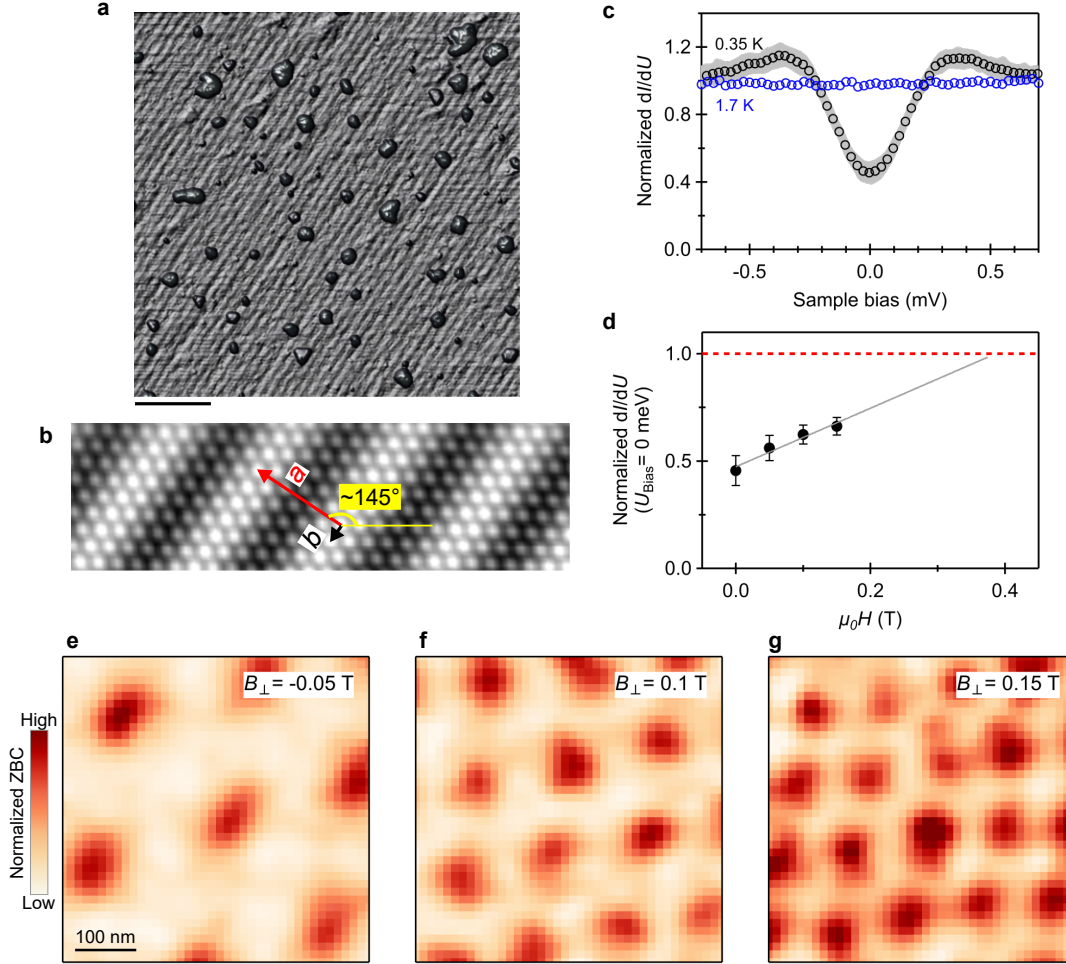 a
b
a
b
~145°
c
Normalized dI/dU
1.2
0.8
0.4
0.0
0.35 K
1.7 K
-0.5
0.0
0.5
Sample bias (mV)
d
Normalized dI/dU
(UBias= 0 meV)
1.0
0.5
0.0
0.0
0.2
0.4
μ0H (T)
e
B⊥= -0.05 T
High
Normalized ZBC
Low
100 nm
f
B⊥= 0.1 T
g
B⊥= 0.15 T